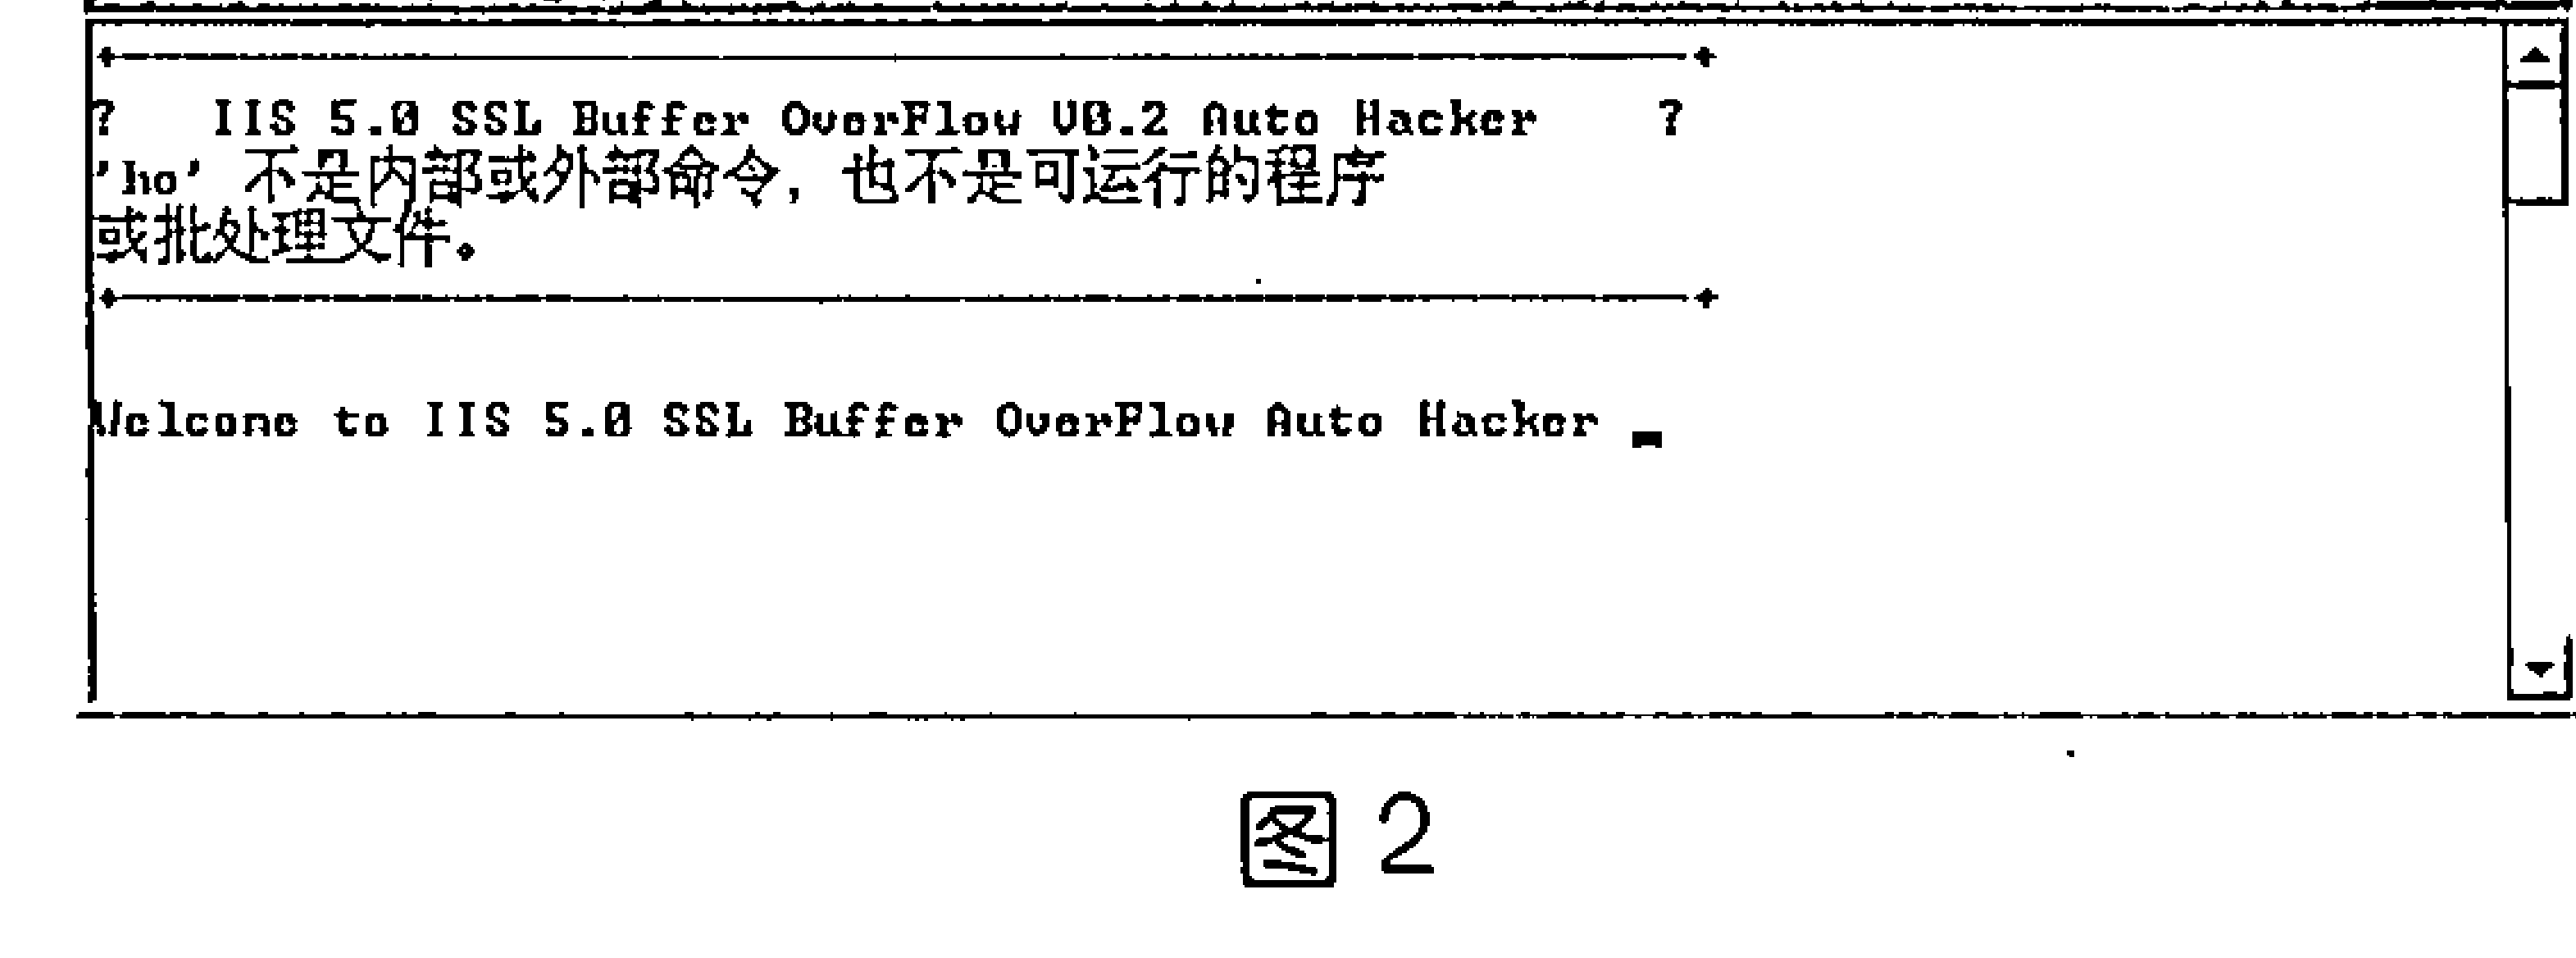 ? IIS 5.0 SSL Buffer OverFlow V0.2 Auto Hacker ?
'ho' 不是内部或外部命令，也不是可运行的程序
或批处理文件。
Welcome to IIS 5.0 SSL Buffer OverFlow Auto Hacker _
图 2